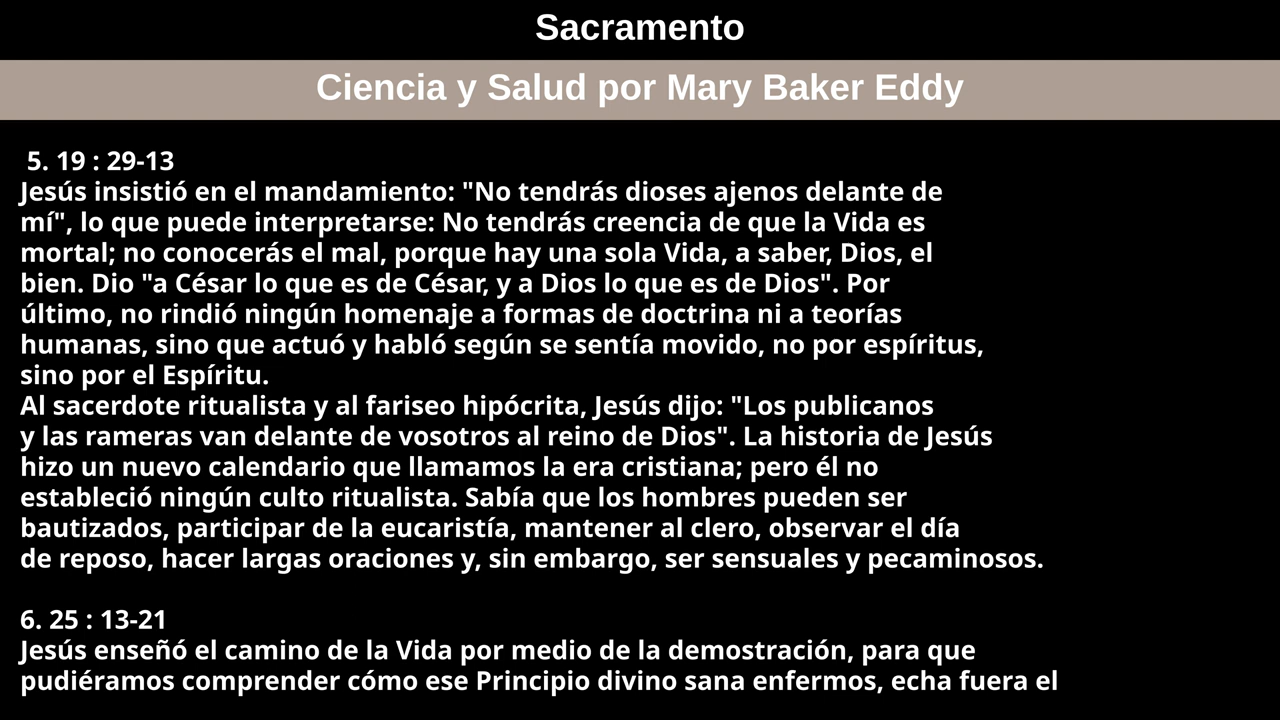 Sacramento
Ciencia y Salud por Mary Baker Eddy
5. 19 : 29-13
Jesús insistió en el mandamiento: "No tendrás dioses ajenos delante de
mí", lo que puede interpretarse: No tendrás creencia de que la Vida es
mortal; no conocerás el mal, porque hay una sola Vida, a saber, Dios, el
bien. Dio "a César lo que es de César, y a Dios lo que es de Dios". Por
último, no rindió ningún homenaje a formas de doctrina ni a teorías
humanas, sino que actuó y habló según se sentía movido, no por espíritus,
sino por el Espíritu.
Al sacerdote ritualista y al fariseo hipócrita, Jesús dijo: "Los publicanos
y las rameras van delante de vosotros al reino de Dios". La historia de Jesús
hizo un nuevo calendario que llamamos la era cristiana; pero él no
estableció ningún culto ritualista. Sabía que los hombres pueden ser
bautizados, participar de la eucaristía, mantener al clero, observar el día
de reposo, hacer largas oraciones y, sin embargo, ser sensuales y pecaminosos.
6. 25 : 13-21
Jesús enseñó el camino de la Vida por medio de la demostración, para que
pudiéramos comprender cómo ese Principio divino sana enfermos, echa fuera el